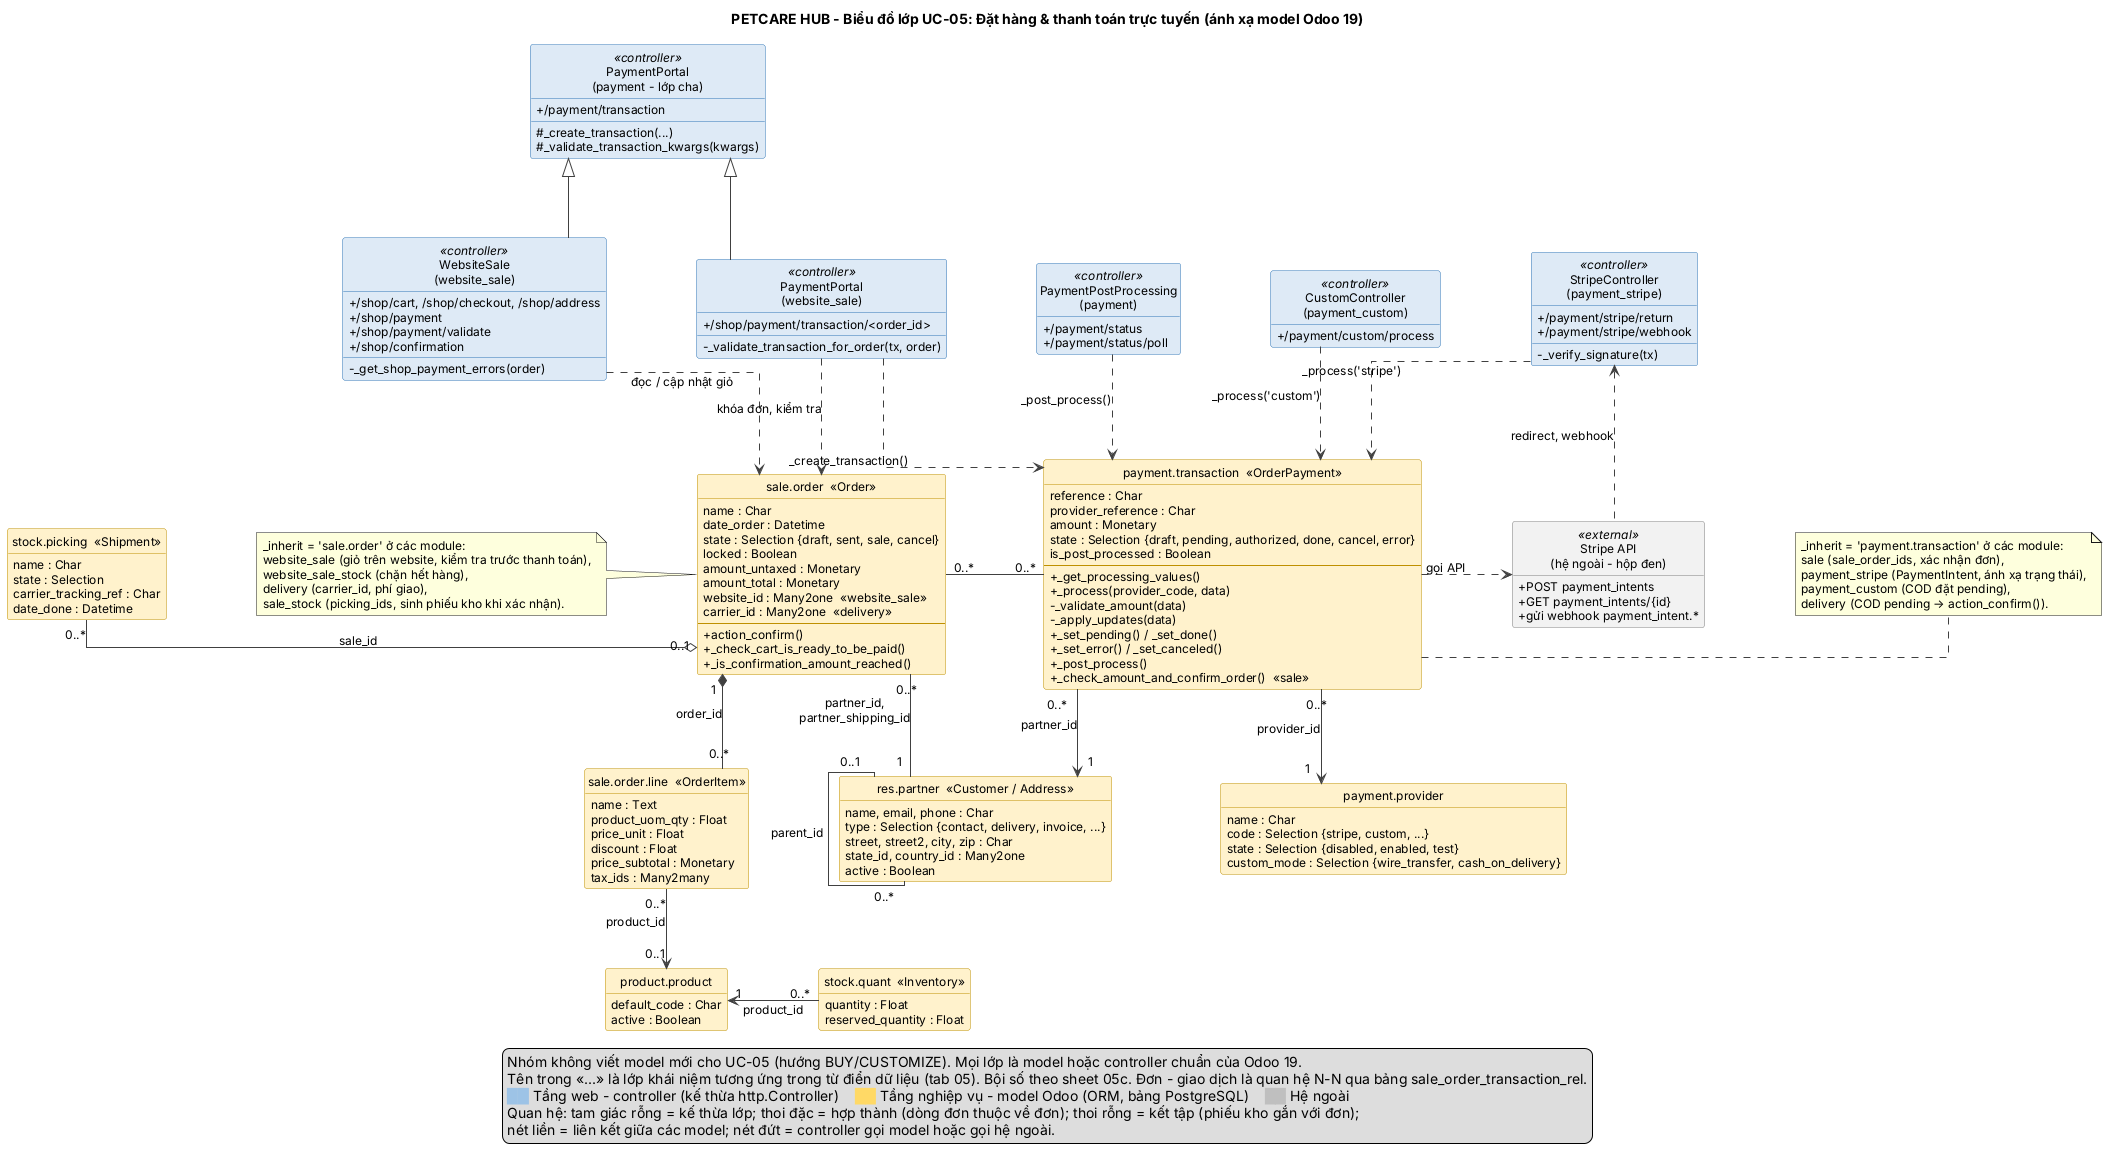 PETCARE HUB - Biểu đồ lớp UC-05: Đặt hàng & thanh toán trực tuyến (ánh xạ model Odoo 19)
«controller»
PaymentPortal
(payment - lớp cha)
+/payment/transaction
#_create_transaction(...)
#_validate_transaction_kwargs(kwargs)
«controller»
WebsiteSale
(website_sale)
+/shop/cart, /shop/checkout, /shop/address
+/shop/payment
+/shop/payment/validate
+/shop/confirmation
-_get_shop_payment_errors(order)
«controller»
PaymentPortal
(website_sale)
+/shop/payment/transaction/<order_id>
-_validate_transaction_for_order(tx, order)
«controller»
PaymentPostProcessing
(payment)
+/payment/status
+/payment/status/poll
«controller»
CustomController
(payment_custom)
+/payment/custom/process
«controller»
StripeController
(payment_stripe)
+/payment/stripe/return
+/payment/stripe/webhook
-_verify_signature(tx)
đọc / cập nhật giỏ
khóa đơn, kiểm tra
_create_transaction()
_post_process()
_process('custom')
_process('stripe')
redirect, webhook
stock.picking «Shipment»
name : Char
state : Selection
carrier_tracking_ref : Char
date_done : Datetime
_inherit = 'sale.order' ở các module:
website_sale (giỏ trên website, kiểm tra trước thanh toán),
website_sale_stock (chặn hết hàng),
delivery (carrier_id, phí giao),
sale_stock (picking_ids, sinh phiếu kho khi xác nhận).
sale.order «Order»
name : Char
date_order : Datetime
state : Selection {draft, sent, sale, cancel}
locked : Boolean
amount_untaxed : Monetary
amount_total : Monetary
website_id : Many2one «website_sale»
carrier_id : Many2one «delivery»
+action_confirm()
+_check_cart_is_ready_to_be_paid()
+_is_confirmation_amount_reached()
0..*
0..*
payment.transaction «OrderPayment»
reference : Char
provider_reference : Char
amount : Monetary
state : Selection {draft, pending, authorized, done, cancel, error}
is_post_processed : Boolean
+_get_processing_values()
+_process(provider_code, data)
-_validate_amount(data)
-_apply_updates(data)
+_set_pending() / _set_done()
+_set_error() / _set_canceled()
+_post_process()
+_check_amount_and_confirm_order() «sale»
gọi API
«external»
Stripe API
(hệ ngoài - hộp đen)
+POST payment_intents
+GET payment_intents/{id}
+gửi webhook payment_intent.*
_inherit = 'payment.transaction' ở các module:
sale (sale_order_ids, xác nhận đơn),
payment_stripe (PaymentIntent, ánh xạ trạng thái),
payment_custom (COD đặt pending),
delivery (COD pending → action_confirm()).
0..*
sale_id
0..1
1
order_id
0..*
0..*
partner_id,
partner_shipping_id
1
0..*
partner_id
1
0..*
provider_id
1
sale.order.line «OrderItem»
name : Text
product_uom_qty : Float
price_unit : Float
discount : Float
price_subtotal : Monetary
tax_ids : Many2many
0..1
parent_id
0..*
res.partner «Customer / Address»
name, email, phone : Char
type : Selection {contact, delivery, invoice, ...}
street, street2, city, zip : Char
state_id, country_id : Many2one
active : Boolean
payment.provider
name : Char
code : Selection {stripe, custom, ...}
state : Selection {disabled, enabled, test}
custom_mode : Selection {wire_transfer, cash_on_delivery}
0..*
product_id
0..1
product.product
default_code : Char
active : Boolean
1
0..*
product_id
stock.quant «Inventory»
quantity : Float
reserved_quantity : Float
Nhóm không viết model mới cho UC-05 (hướng BUY/CUSTOMIZE). Mọi lớp là model hoặc controller chuẩn của Odoo 19.
Tên trong «...» là lớp khái niệm tương ứng trong từ điển dữ liệu (tab 05). Bội số theo sheet 05c. Đơn - giao dịch là quan hệ N-N qua bảng sale_order_transaction_rel.
Tầng web - controller (kế thừa http.Controller) Tầng nghiệp vụ - model Odoo (ORM, bảng PostgreSQL) Hệ ngoài
Quan hệ: tam giác rỗng = kế thừa lớp; thoi đặc = hợp thành (dòng đơn thuộc về đơn); thoi rỗng = kết tập (phiếu kho gắn với đơn);
nét liền = liên kết giữa các model; nét đứt = controller gọi model hoặc gọi hệ ngoài.